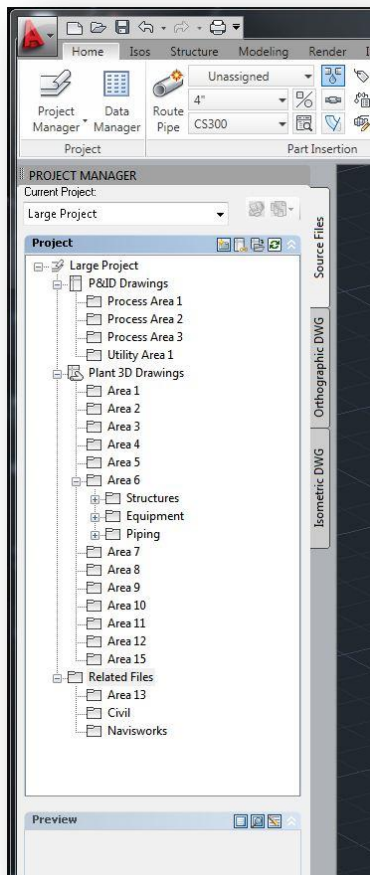 Home Isos Structure Modeling Render
Project Manager
Data Manager
Route Pipe
Unassigned
4"
CS300
Project
Part Insertion
PROJECT MANAGER
Current Project:
Large Project
Project
Large Project
P&ID Drawings
Process Area 1
Process Area 2
Process Area 3
Utility Area 1
Plant 3D Drawings
Area 1
Area 2
Area 3
Area 4
Area 5
Area 6
Structures
Equipment
Piping
Area 7
Area 8
Area 9
Area 10
Area 11
Area 12
Area 15
Related Files
Area 13
Civil
Navisworks
Source Files
Orthographic DWG
Isometric DWG
Preview